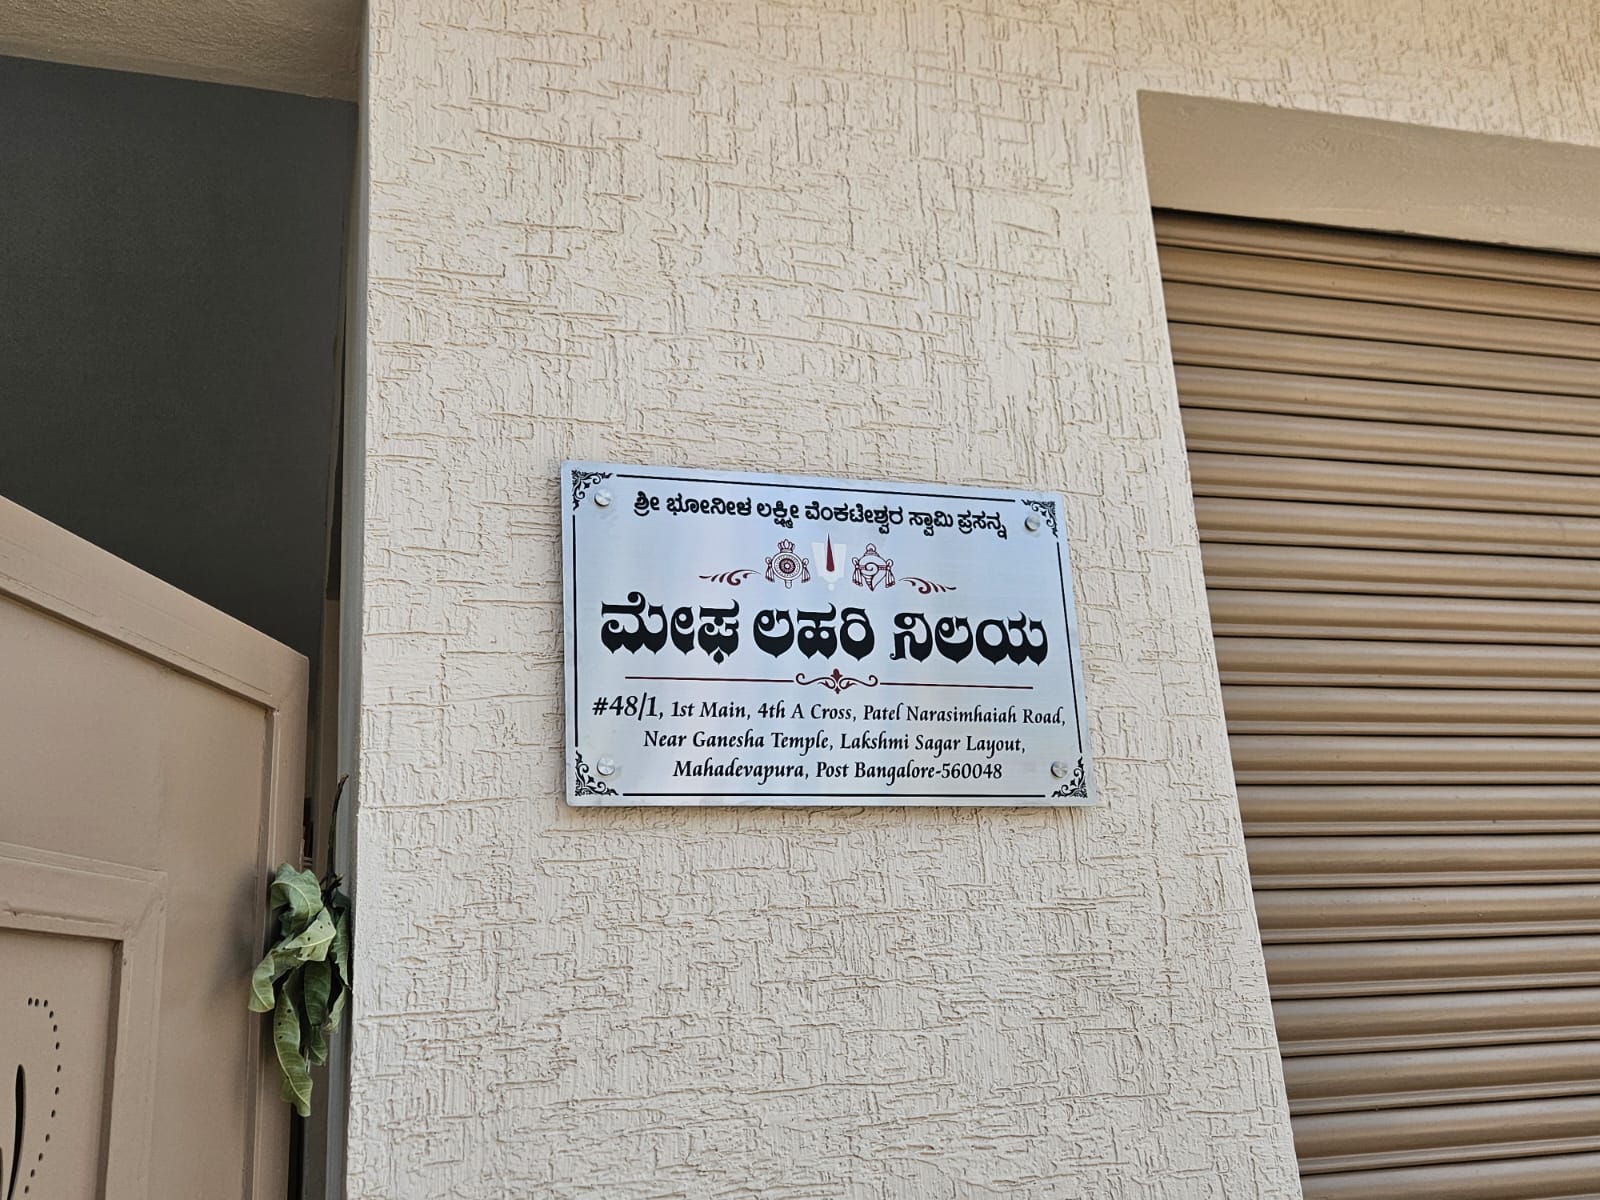 ಶ್ರೀ ಭೋನೀಳ ಲಕ್ಷ್ಮೀ ವೆಂಕಟೇಶ್ವರ ಸ್ವಾಮಿ ಪ್ರಸನ್ನ
ಮೇಘ ಲಹರಿ ನಿಲಯ
#48/1, 1st Main, 4th A Cross, Patel Narasimhaiah Road,
Near Ganesha Temple, Lakshmi Sagar Layout,
Mahadevapura, Post Bangalore-560048